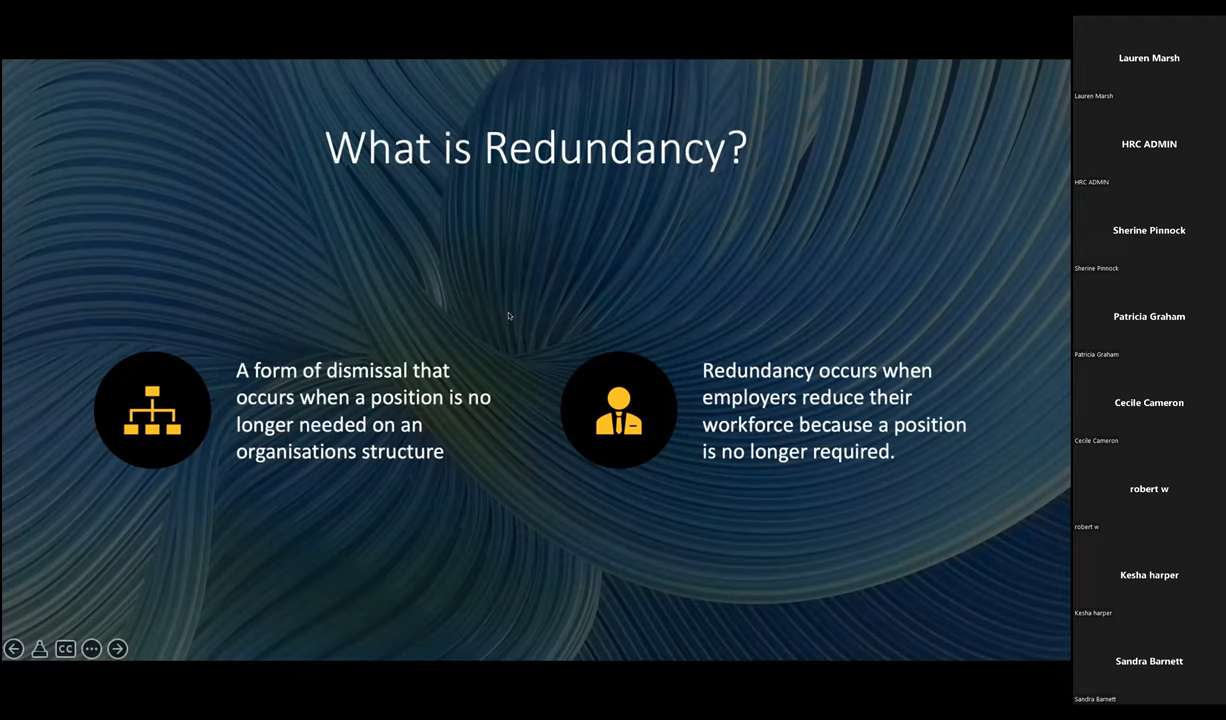 What is Redundancy?
A form of dismissal that
occurs when a position is no
longer needed on an
organisations structure
Redundancy occurs when
employers reduce their
workforce because a position
is no longer required.
CC
Lauren Marsh
Lauren Marsh
HRC ADMIN
HRC ADMIN
Sherine Pinnock
Sherine Pinnock
Patricia Graham
Patricia Graham
Cecile Cameron
Cecile Cameron
robert w
robert w
Kesha harper
Kesha harper
Sandra Barnett
Sandra Barnett